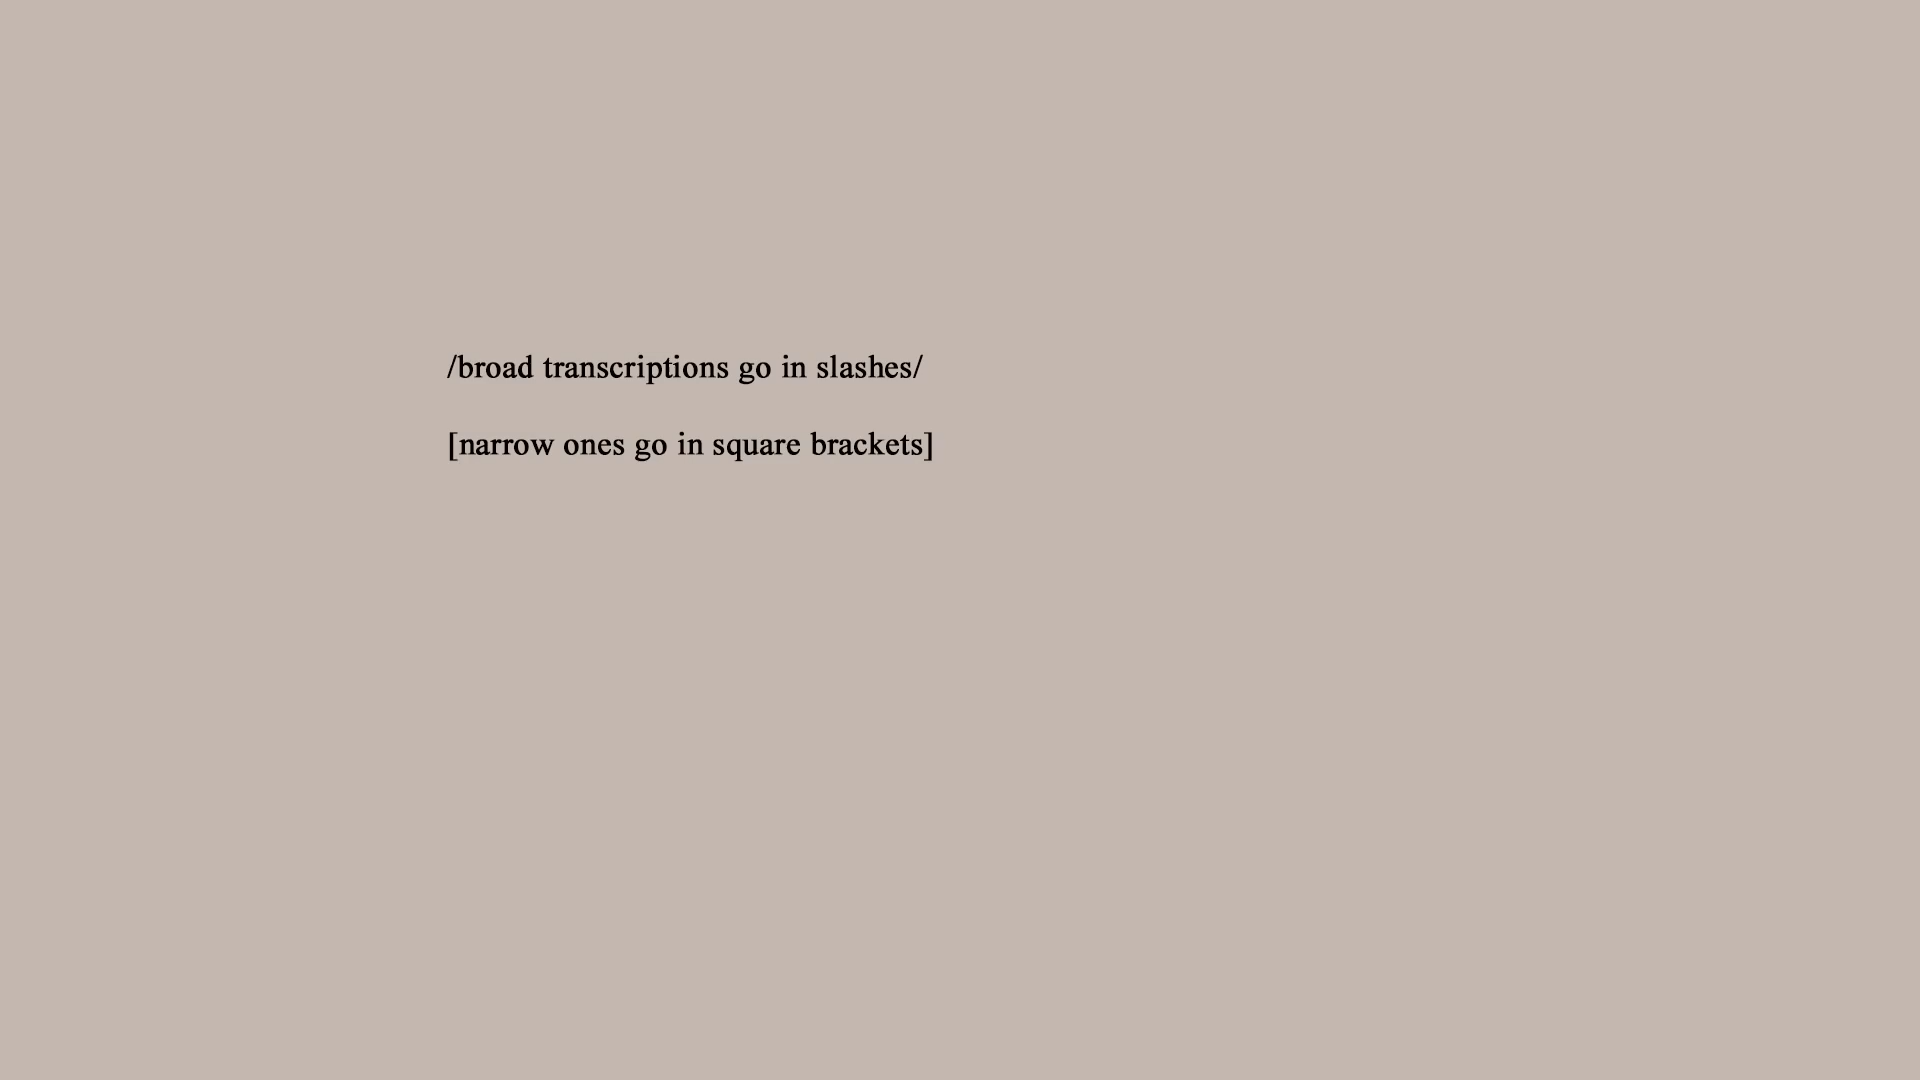 /broad transcriptions go in slashes/
[narrow ones go in square brackets]